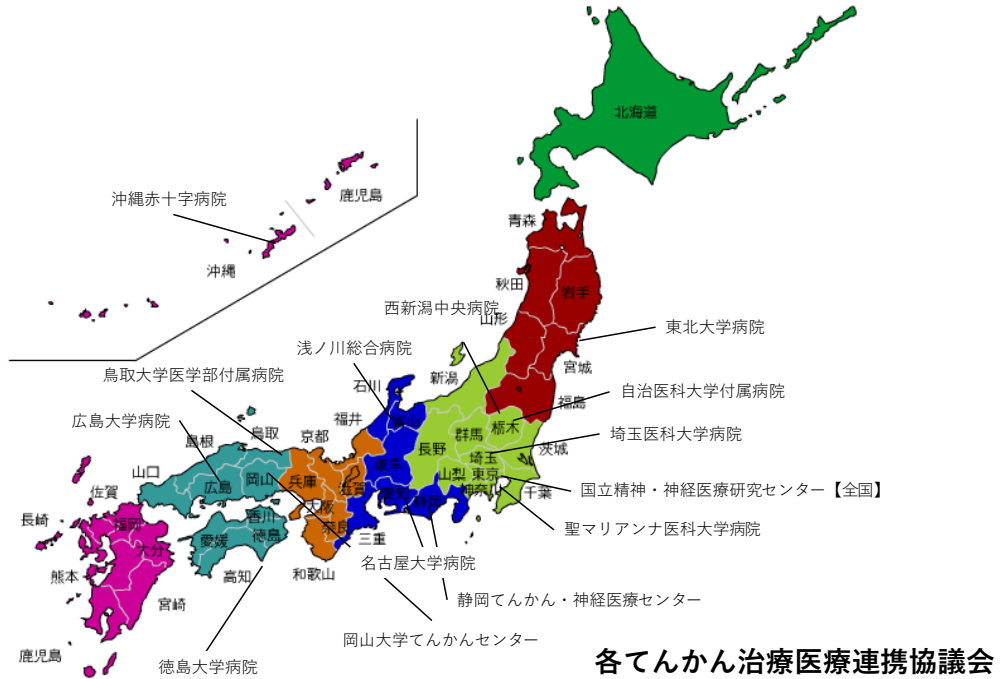 北海道
沖縄赤十字病院
鹿児島
沖縄
青森
秋田
岩手
西新潟中央病院
山形
東北大学病院
浅ノ川総合病院
宮城
鳥取大学医学部付属病院
石川
新潟
自治医科大学付属病院
福島
広島大学病院
福井
富山
栃木
島根
鳥取
京都
群馬
埼玉医科大学病院
長野
茨城
埼玉
岐阜
山口
岡山
兵庫
滋賀
山梨
東京
広島
国立精神・神経医療研究センター【全国】
神奈川
千葉
佐賀
愛知
静岡
大阪
長崎
福岡
香川
奈良
聖マリアンナ医科大学病院
徳島
愛媛
三重
大分
名古屋大学病院
熊本
高知
和歌山
宮崎
静岡てんかん・神経医療センター
岡山大学てんかんセンター
鹿児島
徳島大学病院
各てんかん治療医療連携協議会